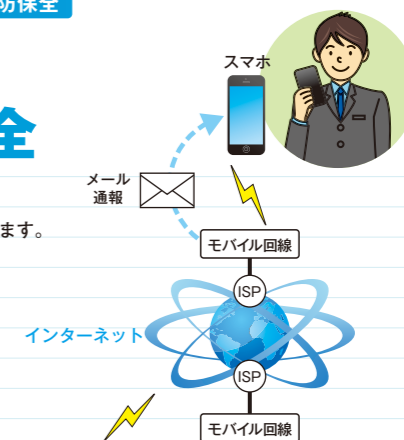 防保全
スマホ
全
メール
通報
ます。
モバイル回線
ISP
インターネット
ISP
モバイル回線